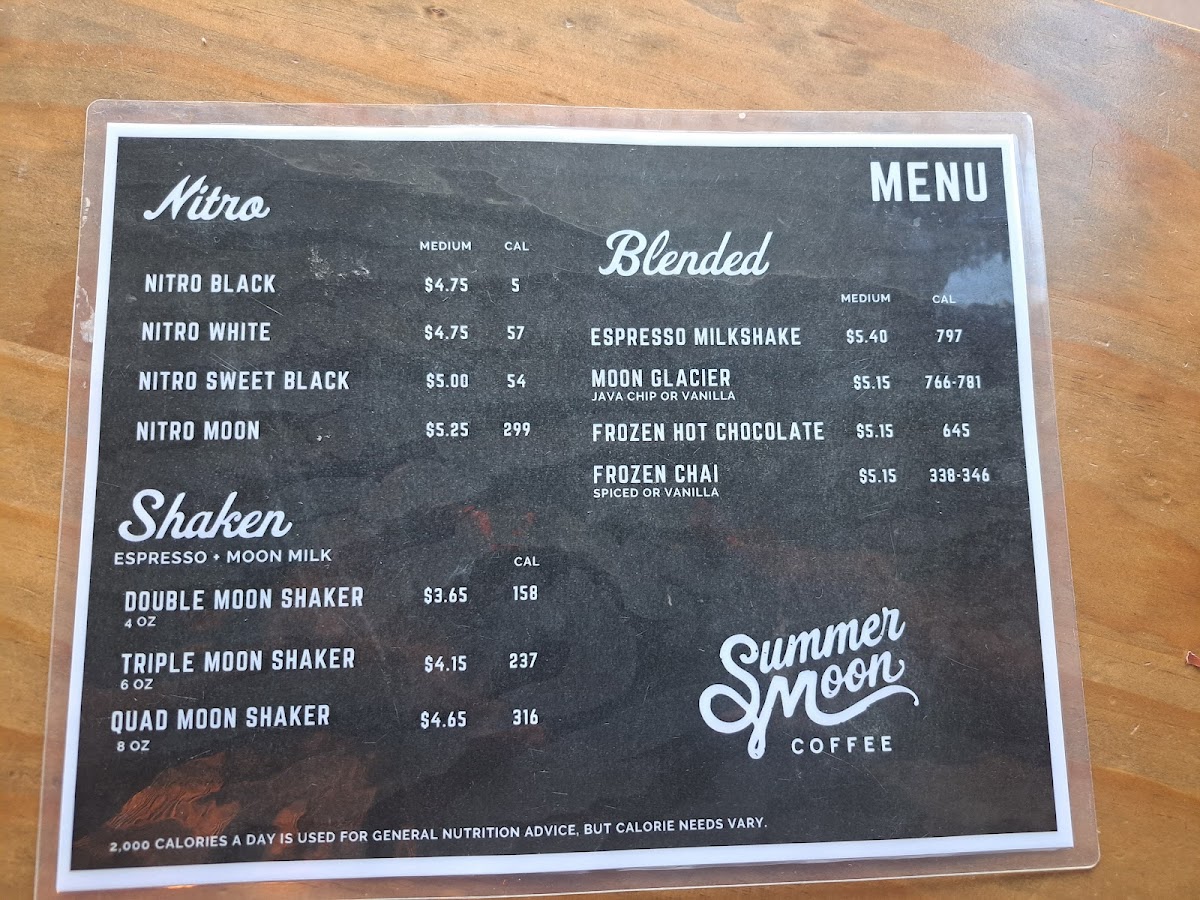 MENU
Nitro
MEDIUM CAL
NITRO BLACK $4.75 5
NITRO WHITE $4.75 57
NITRO SWEET BLACK $5.00 54
NITRO MOON $5.25 299
Shaken
ESPRESSO + MOON MILK
CAL
DOUBLE MOON SHAKER $3.65 158
4 OZ
TRIPLE MOON SHAKER $4.15 237
6 OZ
QUAD MOON SHAKER $4.65 316
8 OZ
Blended
MEDIUM CAL
ESPRESSO MILKSHAKE $5.40 797
MOON GLACIER $5.15 766-781
JAVA CHIP OR VANILLA
FROZEN HOT CHOCOLATE $5.15 645
FROZEN CHAI $5.15 338-346
SPICED OR VANILLA
Summer
Moon
COFFEE
2,000 CALORIES A DAY IS USED FOR GENERAL NUTRITION ADVICE, BUT CALORIE NEEDS VARY.